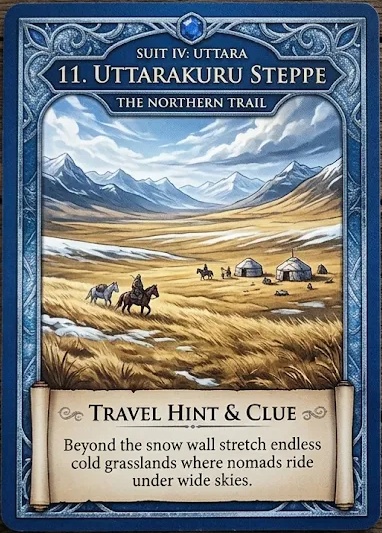 SUIT IV: UTTARA
11. UTTARAKURU STEPPE
THE NORTHERN TRAIL
TRAVEL HINT & CLUE
Beyond the snow wall stretch endless
cold grasslands where nomads ride
under wide skies.